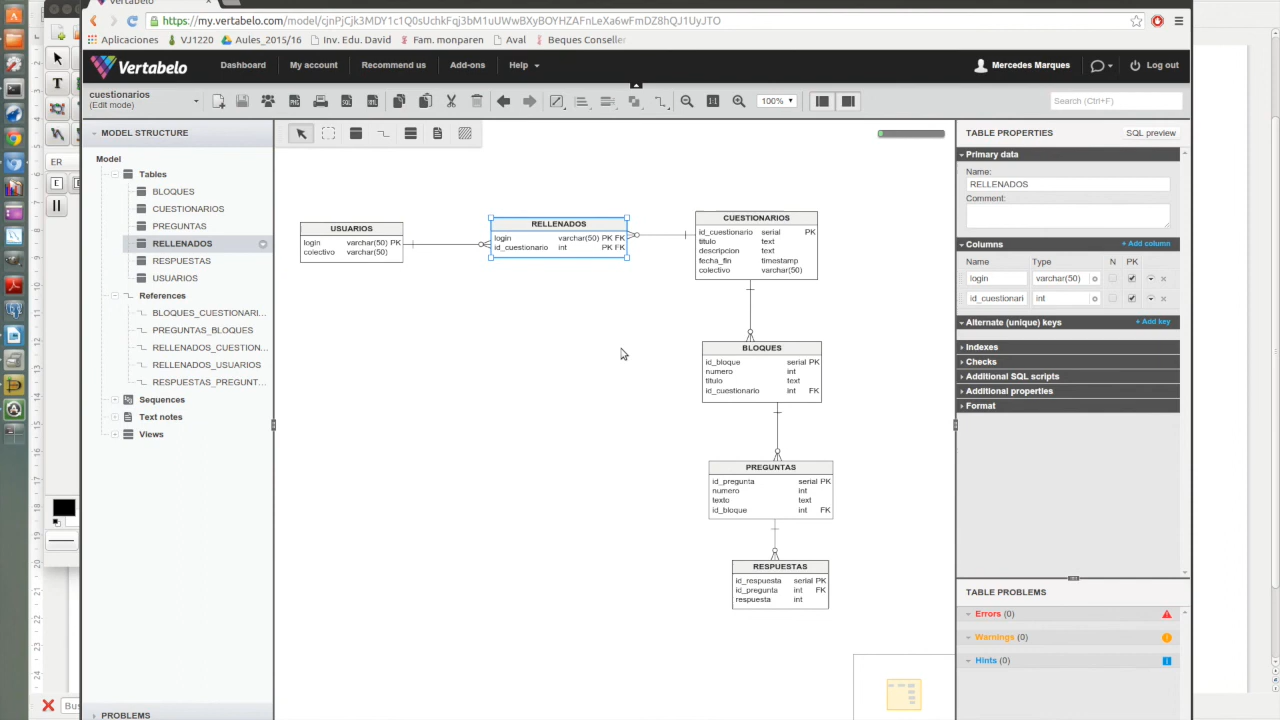 Vertabelo
https://my.vertabelo.com/model/cjnPjCjk3MDY1c1Q0sUchkFqj3bM1uUWwBXyBOYHZAFnLeXa6wFmDZ8hQJ1UyJTO
Aplicaciones VJ1220 Aules_2015/16 Inv. Edu. David Fam. monparen Aval Beques Conseller
Vertabelo Dashboard My account Recommend us Add-ons Help Mercedes Marques Log out
cuestionarios
(Edit mode)
100%
Search (Ctrl+F)
MODEL STRUCTURE
Model
Tables
BLOQUES
CUESTIONARIOS
PREGUNTAS
RELLENADOS
RESPUESTAS
USUARIOS
References
BLOQUES_CUESTIONARI...
PREGUNTAS_BLOQUES
RELLENADOS_CUESTION...
RELLENADOS_USUARIOS
RESPUESTAS_PREGUNT...
Sequences
Text notes
Views
PROBLEMS
ER
Bus
USUARIOS
login varchar(50) PK
colectivo varchar(50)
RELLENADOS
login varchar(50) PK FK
id_cuestionario int PK FK
CUESTIONARIOS
id_cuestionario serial PK
titulo text
descripcion text
fecha_fin timestamp
colectivo varchar(50)
BLOQUES
id_bloque serial PK
numero int
titulo text
id_cuestionario int FK
PREGUNTAS
id_pregunta serial PK
numero int
texto text
id_bloque int FK
RESPUESTAS
id_respuesta serial PK
id_pregunta int FK
respuesta int
TABLE PROPERTIES SQL preview
Primary data
Name:
RELLENADOS
Comment:
Columns + Add column
Name Type N PK
login varchar(50)
id_cuestionari int
Alternate (unique) keys + Add key
Indexes
Checks
Additional SQL scripts
Additional properties
Format
TABLE PROBLEMS
Errors (0)
Warnings (0)
Hints (0)